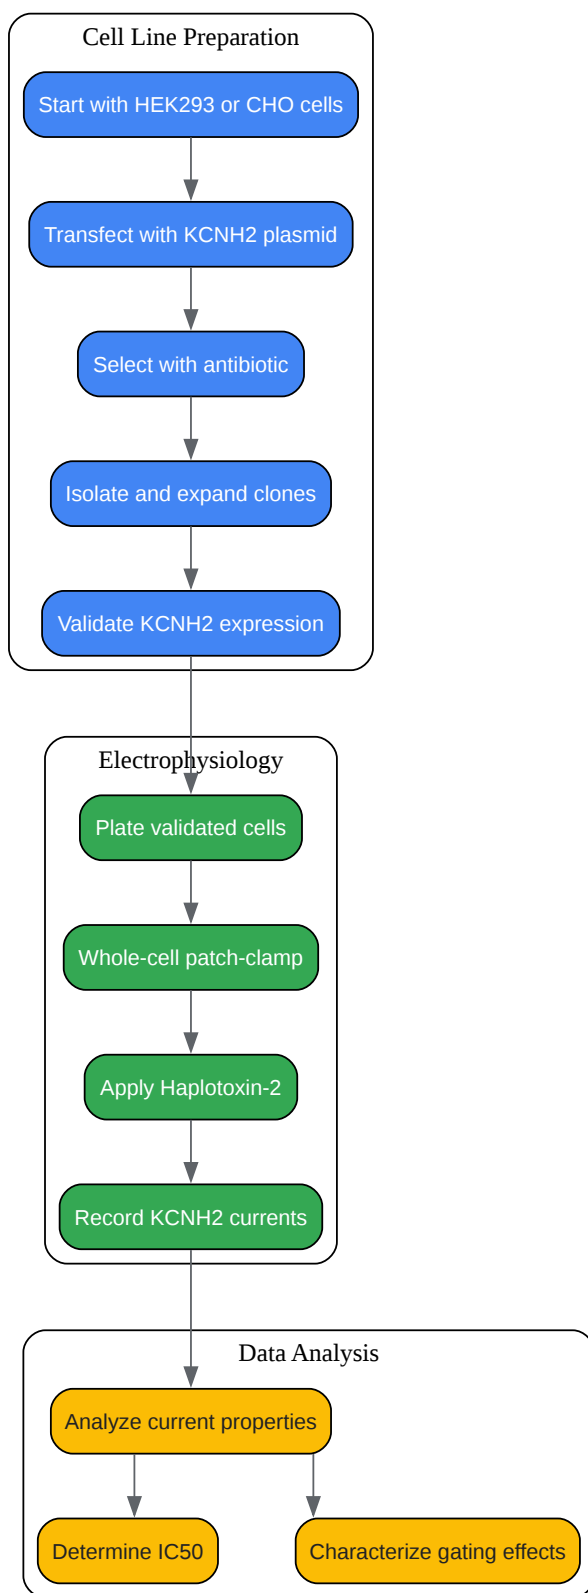 Cell Line Preparation
Start with HEK293 or CHO cells
Transfect with KCNH2 plasmid
Select with antibiotic
Isolate and expand clones
Validate KCNH2 expression
Electrophysiology
Plate validated cells
Whole-cell patch-clamp
Apply Haplotoxin-2
Record KCNH2 currents
Data Analysis
Analyze current properties
Determine IC50
Characterize gating effects